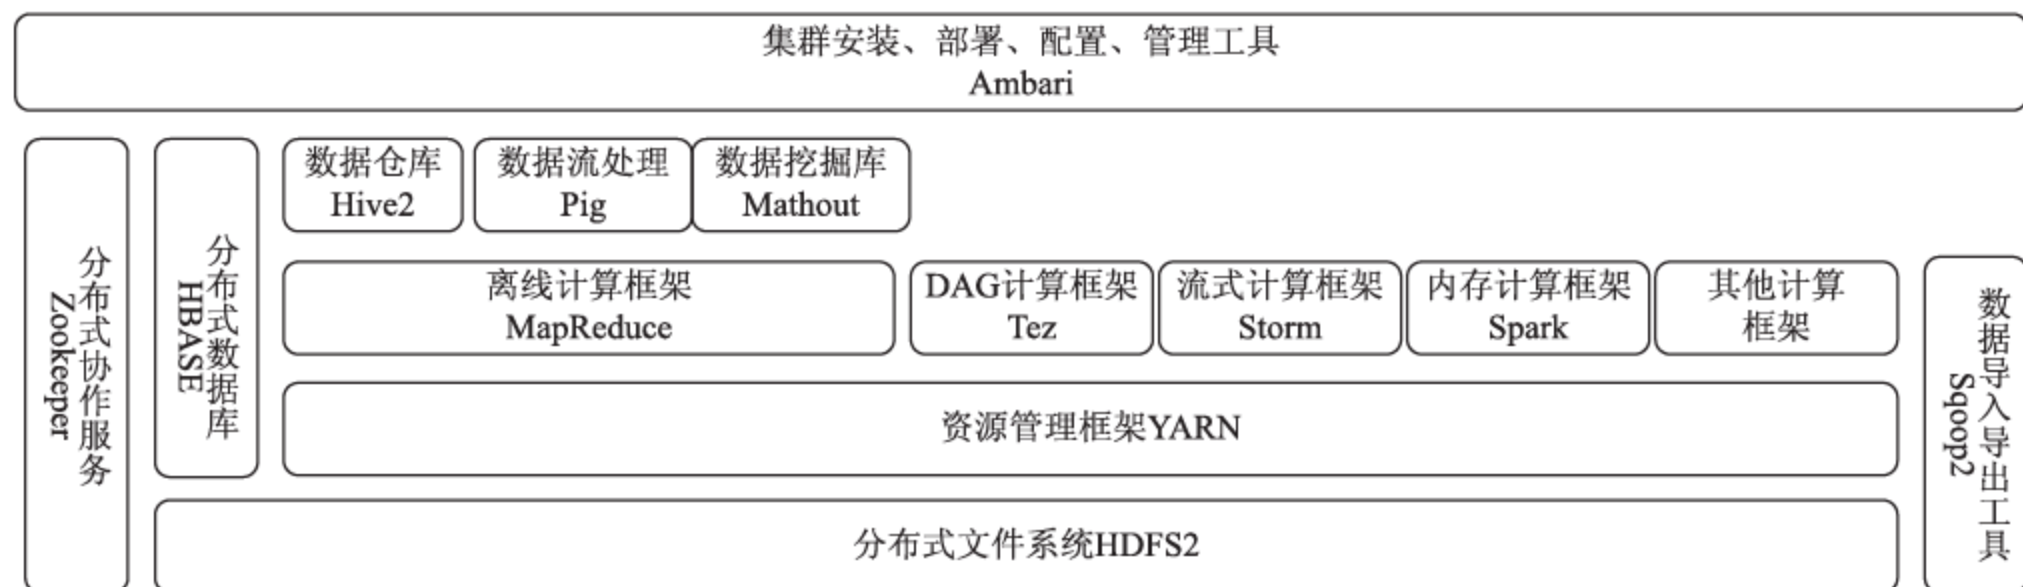 集群安装、部署、配置、管理工具
Ambari
分布式协作服务
Zookeeper
分布式数据库
HBASE
数据仓库
Hive2
数据流处理
Pig
数据挖掘库
Mathout
离线计算框架
MapReduce
DAG计算框架
Tez
流式计算框架
Storm
内存计算框架
Spark
其他计算
框架
数据导入导出工具
Sqoop2
资源管理框架YARN
分布式文件系统HDFS2